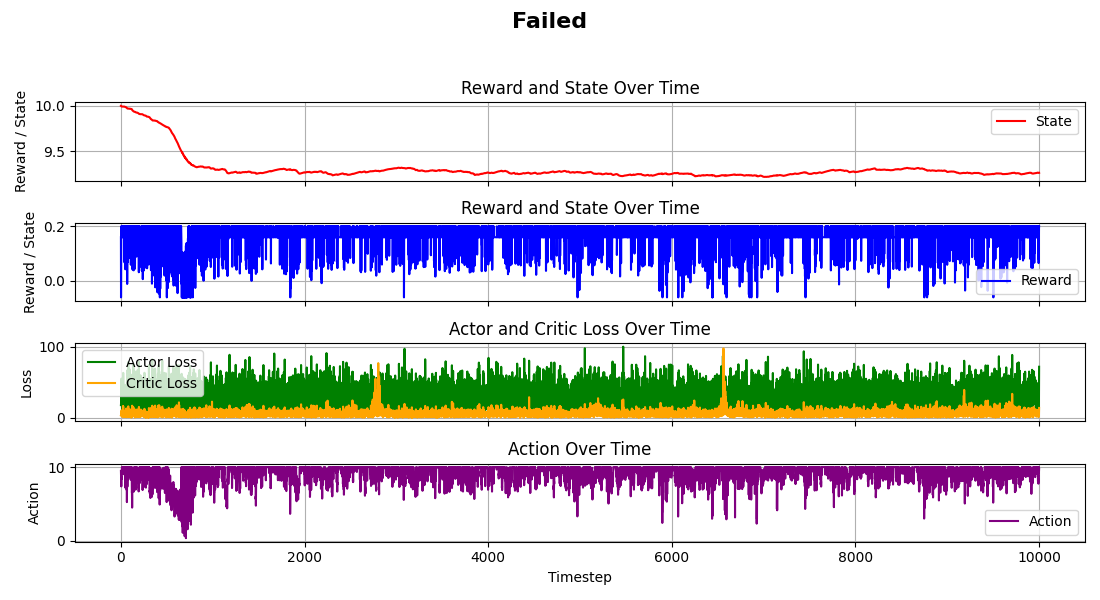 Failed
Reward and State Over Time
Reward / State
10.0
9.5
State
Reward and State Over Time
Reward / State
0.2
0.0
Reward
Actor and Critic Loss Over Time
Loss
100
0
Actor Loss
Critic Loss
Action Over Time
Action
10
0
Action
0 2000 4000 6000 8000 10000
Timestep